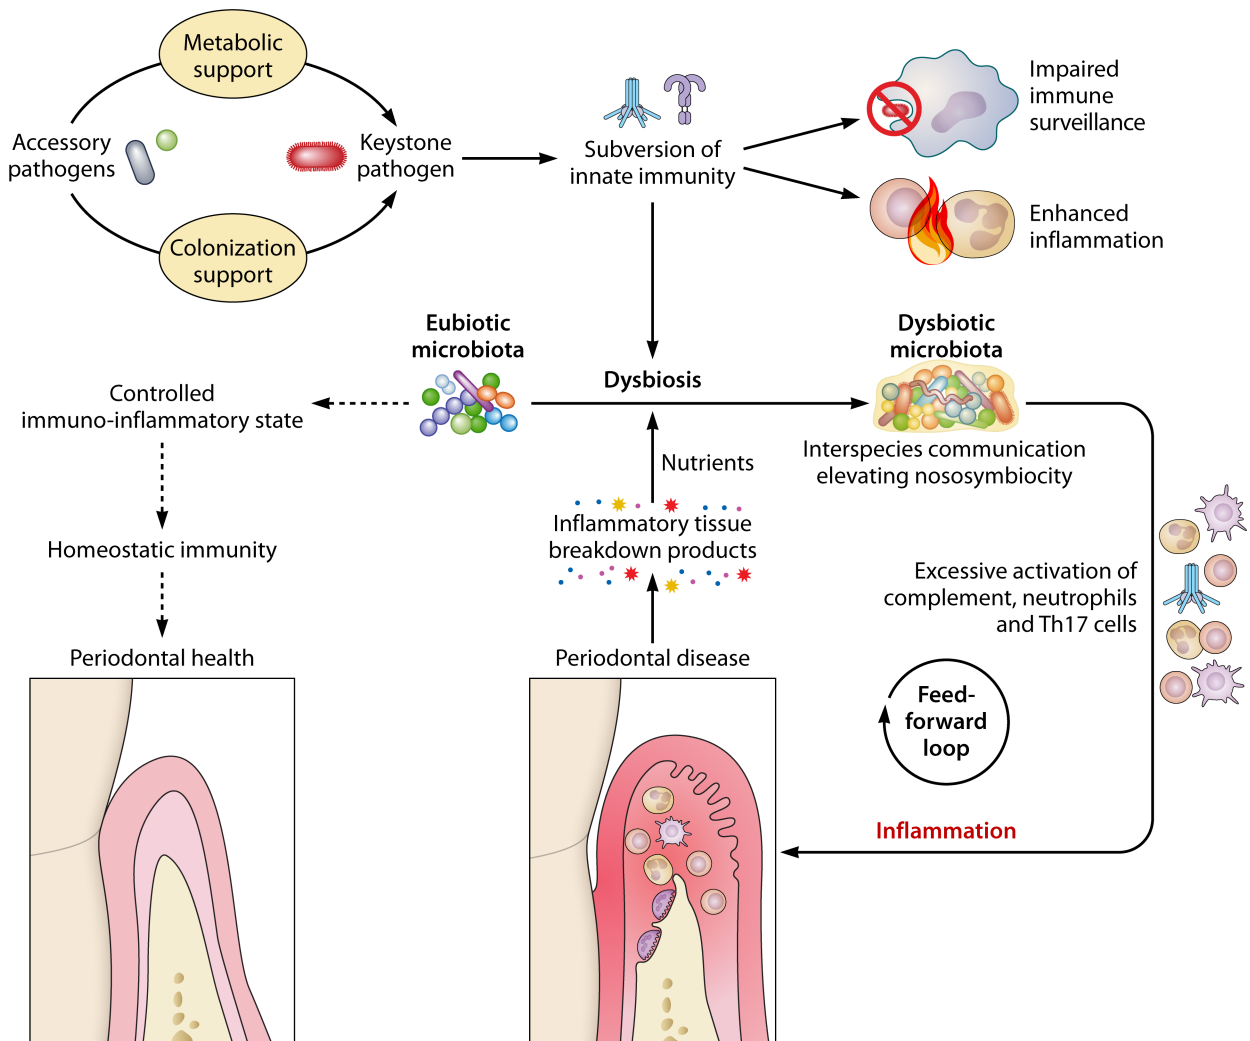 Metabolic
support
Accessory
pathogens
Keystone
pathogen
Colonization
support
Subversion of
innate immunity
Impaired
immune
surveillance
Enhanced
inflammation
Eubiotic
microbiota
Dysbiosis
Dysbiotic
microbiota
Controlled
immuno-inflammatory state
Interspecies communication
elevating nososymbiocity
Nutrients
Inflammatory tissue
breakdown products
Homeostatic immunity
Excessive activation of
complement, neutrophils
and Th17 cells
Periodontal health
Periodontal disease
Feed-
forward
loop
Inflammation